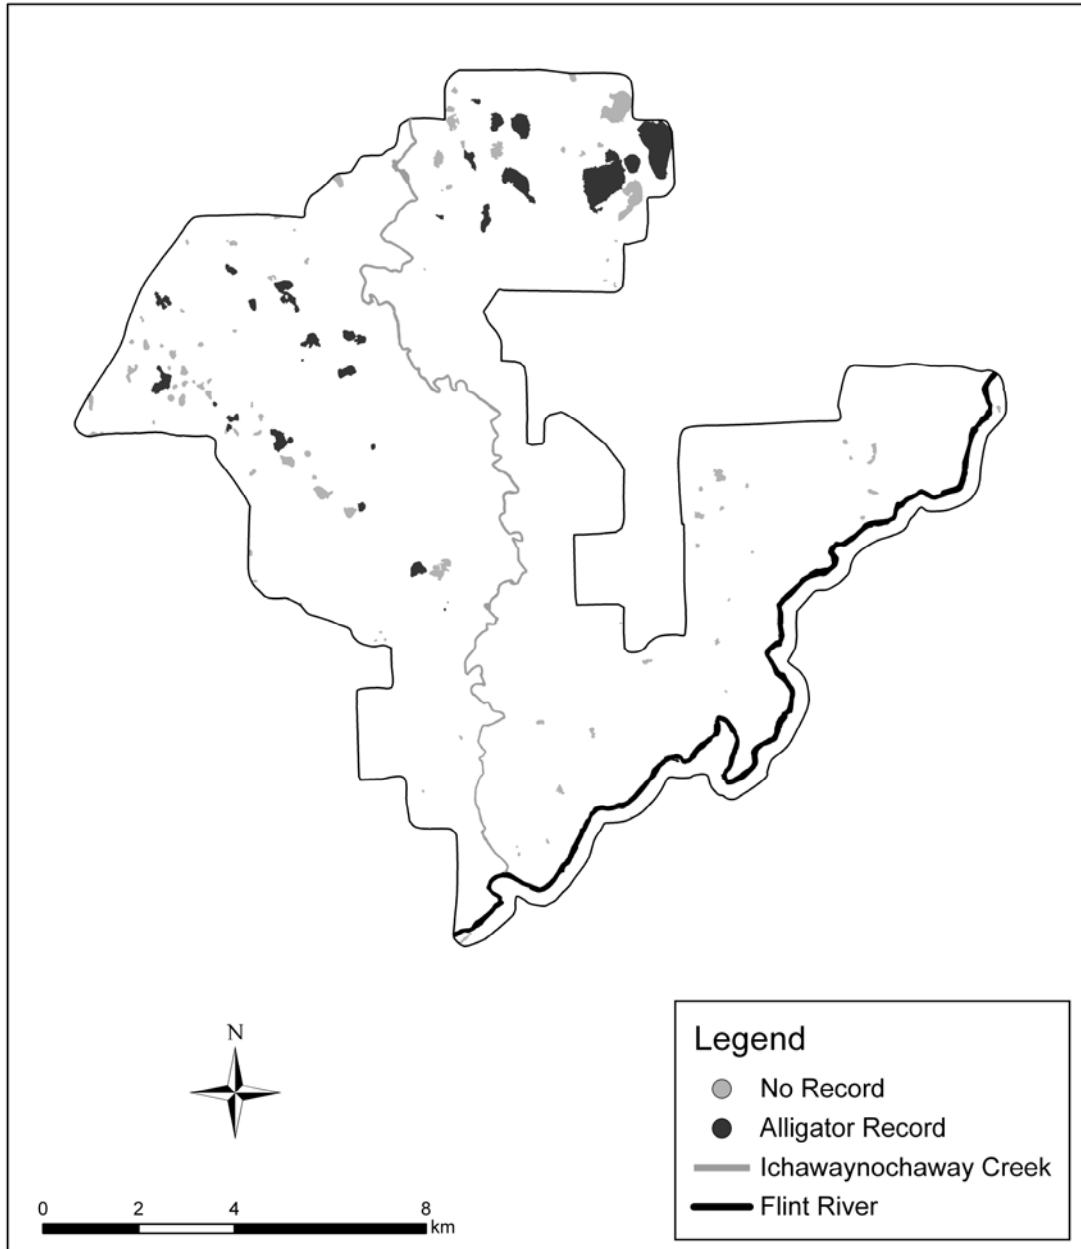 N
Legend
No Record
Alligator Record
Ichawaynochaway Creek
Flint River
0 2 4 8
km